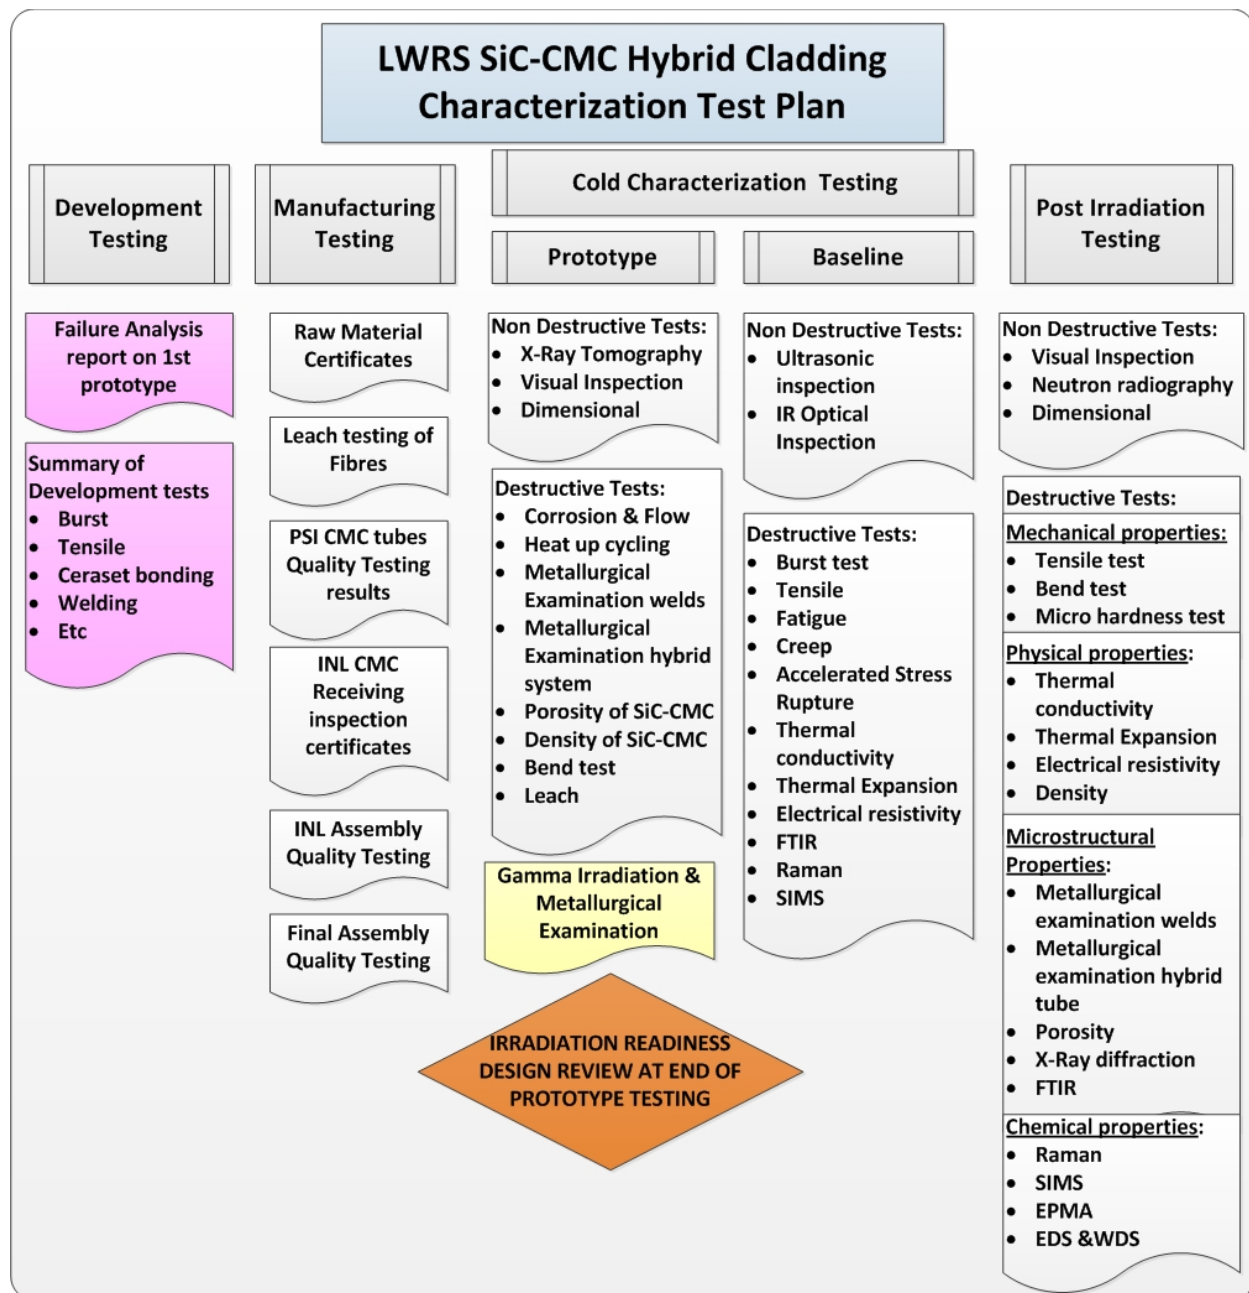 LWRS SiC-CMC Hybrid Cladding
Characterization Test Plan
Development
Testing
Failure Analysis
report on 1st
prototype
Summary of
Development tests
• Burst
• Tensile
• Ceraset bonding
• Welding
• Etc
Manufacturing
Testing
Raw Material
Certificates
Leach testing of
Fibres
PSI CMC tubes
Quality Testing
results
INL CMC
Receiving
inspection
certificates
INL Assembly
Quality Testing
Final Assembly
Quality Testing
Cold Characterization Testing
Prototype
Non Destructive Tests:
• X-Ray Tomography
• Visual Inspection
• Dimensional
Destructive Tests:
• Corrosion & Flow
• Heat up cycling
• Metallurgical
Examination welds
• Metallurgical
Examination hybrid
system
• Porosity of SiC-CMC
• Density of SiC-CMC
• Bend test
• Leach
Gamma Irradiation &
Metallurgical
Examination
IRRADIATION READINESS
DESIGN REVIEW AT END OF
PROTOTYPE TESTING
Baseline
Non Destructive Tests:
• Ultrasonic
inspection
• IR Optical
Inspection
Destructive Tests:
• Burst test
• Tensile
• Fatigue
• Creep
• Accelerated Stress
Rupture
• Thermal
conductivity
• Thermal Expansion
• Electrical resistivity
• FTIR
• Raman
• SIMS
Post Irradiation
Testing
Non Destructive Tests:
• Visual Inspection
• Neutron radiography
• Dimensional
Destructive Tests:
Mechanical properties:
• Tensile test
• Bend test
• Micro hardness test
Physical properties:
• Thermal
conductivity
• Thermal Expansion
• Electrical resistivity
• Density
Microstructural
Properties:
• Metallurgical
examination welds
• Metallurgical
examination hybrid
tube
• Porosity
• X-Ray diffraction
• FTIR
Chemical properties:
• Raman
• SIMS
• EPMA
• EDS &WDS